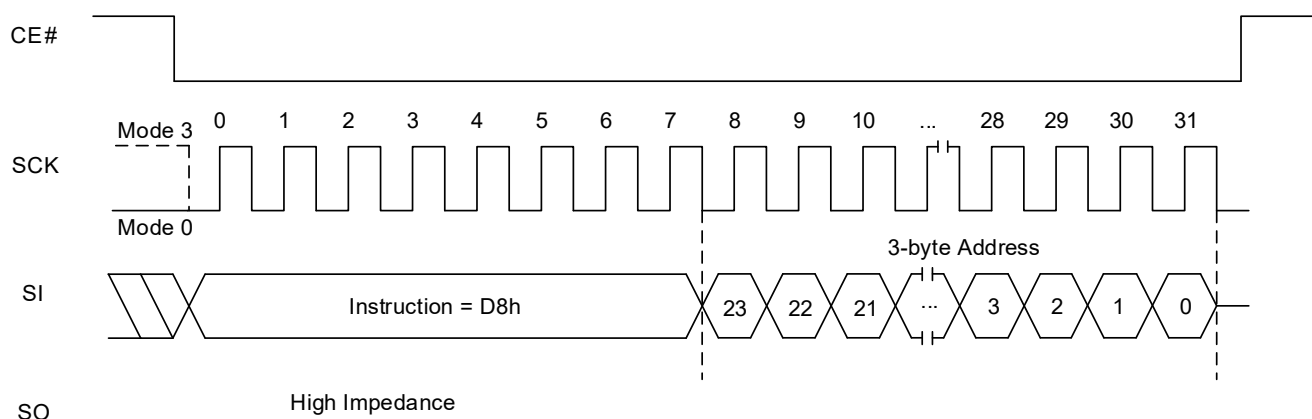 CE#
SCK
Mode 3
0 1 2 3 4 5 6 7 8 9 10 ... 28 29 30 31
Mode 0
3-byte Address
SI
Instruction = D8h
23 22 21 ... 3 2 1 0
SO
High Impedance